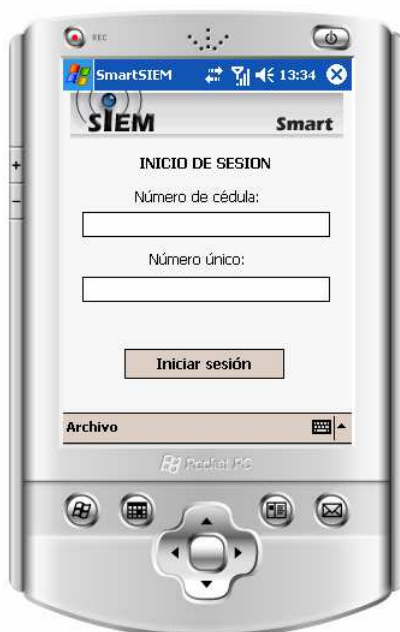 REC
SmartSIEM 13:34
SIEM Smart
INICIO DE SESION
Número de cédula:
Número único:
Iniciar sesión
Archivo
Pocket PC